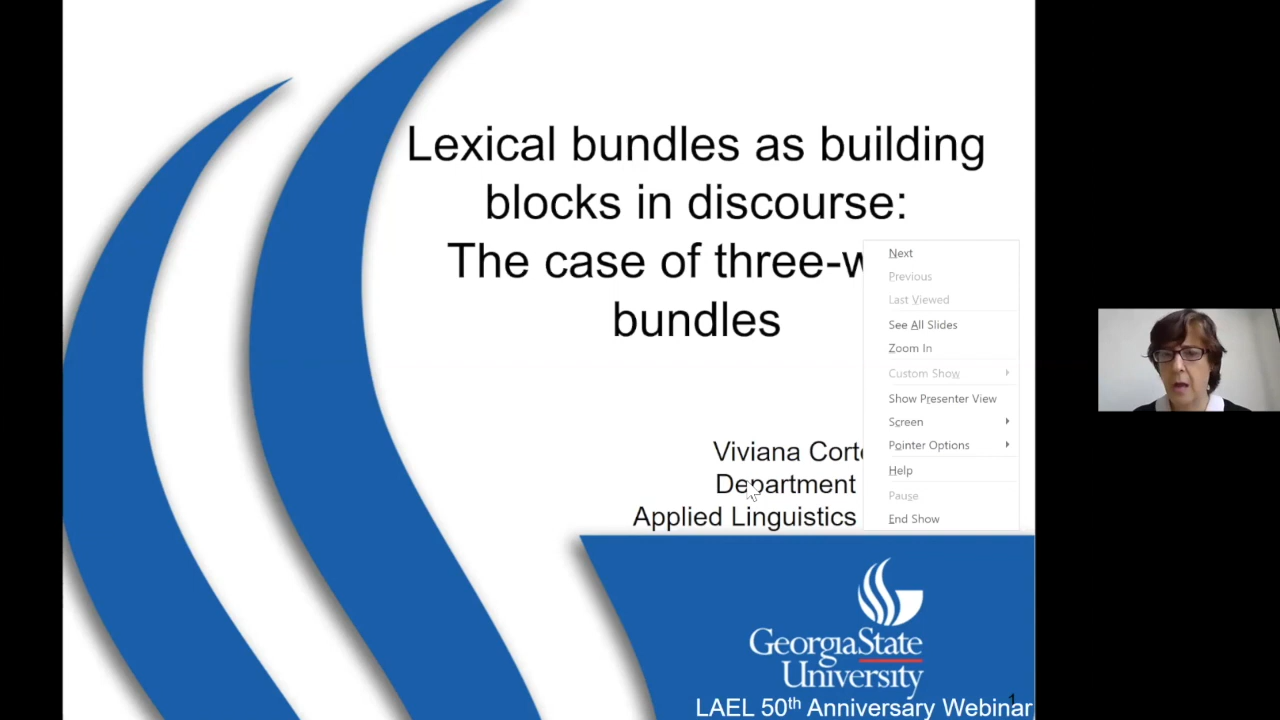 Lexical bundles as building
blocks in discourse:
The case of three-w
bundles
Viviana Corte
Department
Applied Linguistics
Next
Previous
Last Viewed
See All Slides
Zoom In
Custom Show
Show Presenter View
Screen
Pointer Options
Help
Pause
End Show
GeorgiaState
University
1
LAEL 50th Anniversary Webinar